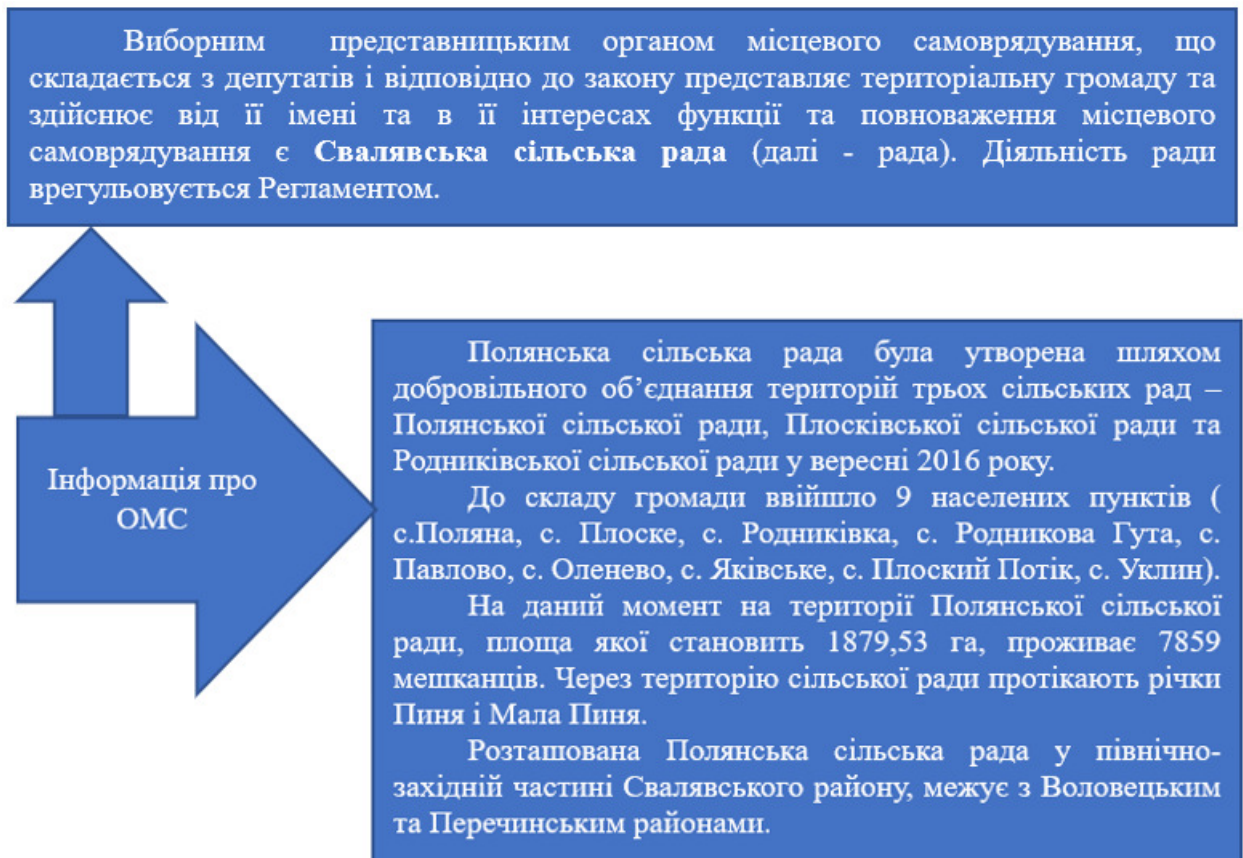 Виборним представницьким органом місцевого самоврядування, що
складається з депутатів і відповідно до закону представляє територіальну громаду та
здійснює від її імені та в її інтересах функції та повноваження місцевого
самоврядування є Свалявська сільська рада (далі - рада). Діяльність ради
врегульовується Регламентом.
Інформація про
ОМС
Полянська сільська рада була утворена шляхом
добровільного об’єднання територій трьох сільських рад –
Полянської сільської ради, Плосківської сільської ради та
Родниківської сільської ради у вересні 2016 року.
До складу громади ввійшло 9 населених пунктів (
с.Поляна, с. Плоске, с. Родниківка, с. Родникова Гута, с.
Павлово, с. Оленево, с. Яківське, с. Плоский Потік, с. Уклин).
На даний момент на території Полянської сільської
ради, площа якої становить 1879,53 га, проживає 7859
мешканців. Через територію сільської ради протікають річки
Пиня і Мала Пиня.
Розташована Полянська сільська рада у північно-
західній частині Свалявського району, межує з Воловецьким
та Перечинським районами.